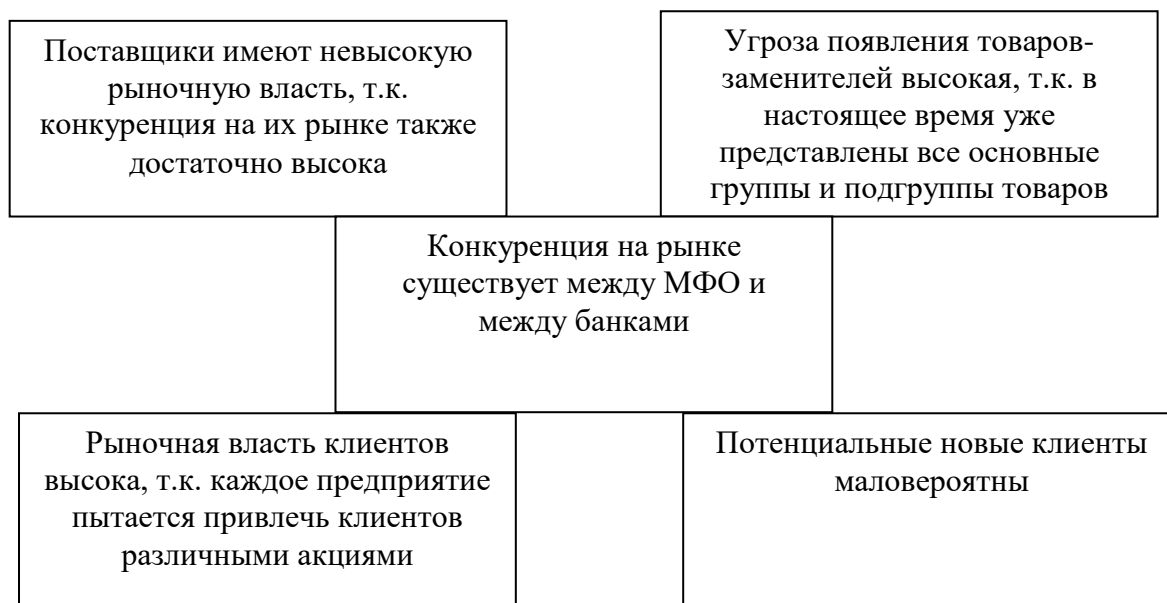 Поставщики имеют невысокую
рыночную власть, т.к.
конкуренция на их рынке также
достаточно высока
Угроза появления товаров-
заменителей высокая, т.к. в
настоящее время уже
представлены все основные
группы и подгруппы товаров
Конкуренция на рынке
существует между МФО и
между банками
Рыночная власть клиентов
высока, т.к. каждое предприятие
пытается привлечь клиентов
различными акциями
Потенциальные новые клиенты
маловероятны